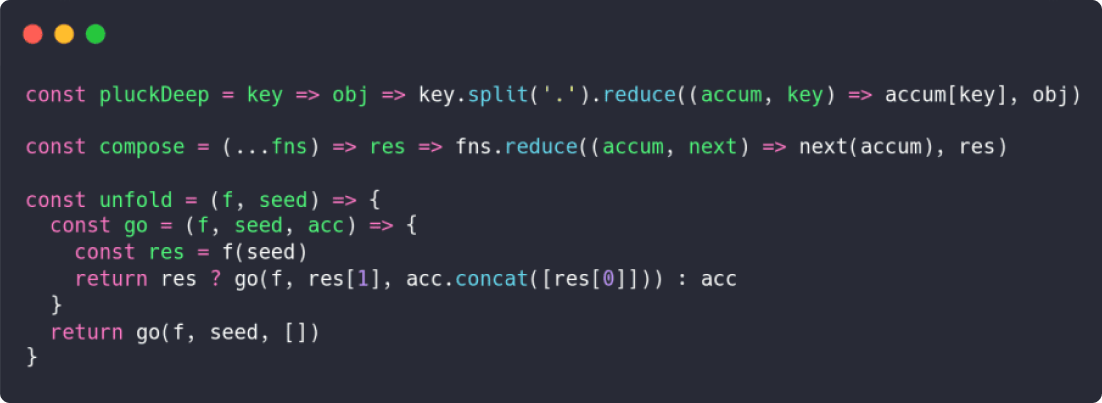 const pluckDeep = key => obj => key.split('.').reduce((accum, key) => accum[key], obj)
const compose = (...fns) => res => fns.reduce((accum, next) => next(accum), res)
const unfold = (f, seed) => {
  const go = (f, seed, acc) => {
    const res = f(seed)
    return res ? go(f, res[1], acc.concat([res[0]])) : acc
  }
  return go(f, seed, [])
}